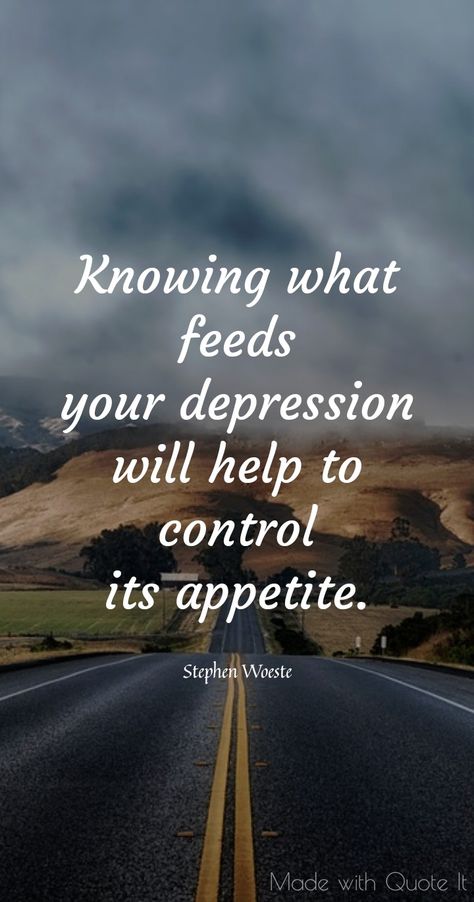 Knowing what
feeds
your depression
will help to
control
its appetite.
Stephen Woeste
Made with Quote It